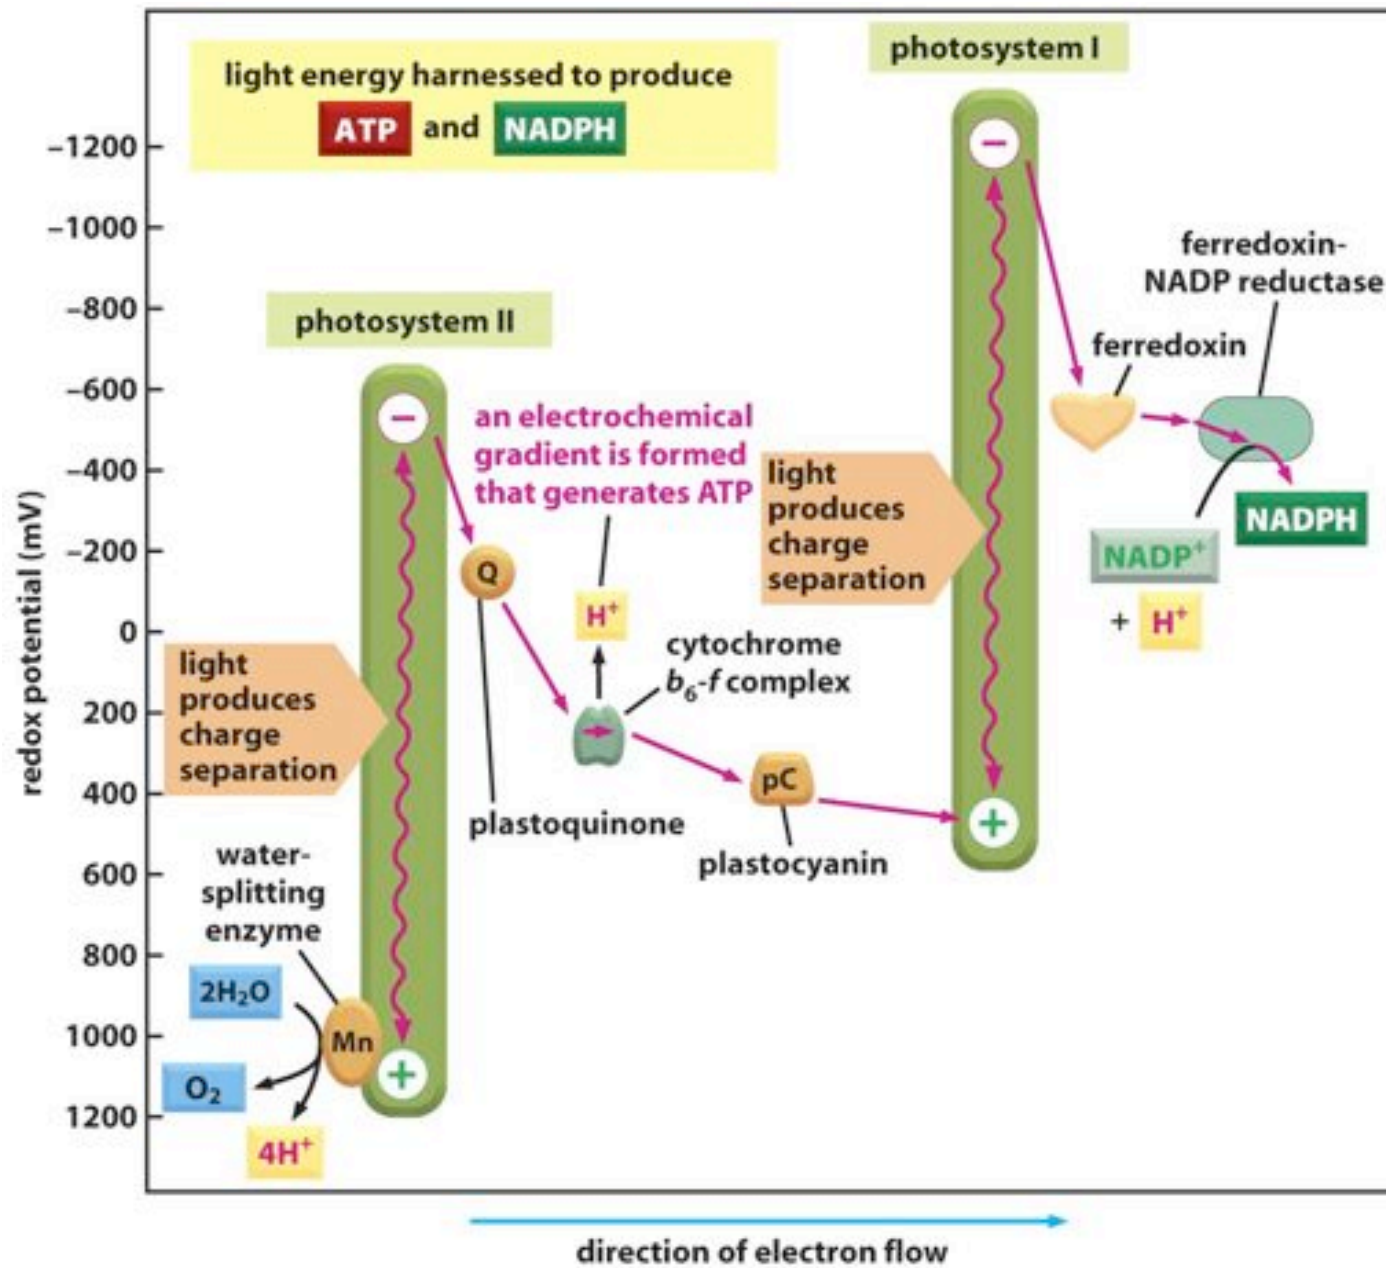 photosystem I
light energy harnessed to produce
ATP and NADPH
−1200
−1000
−800
−600
−400
−200
0
200
400
600
800
1000
1200
redox potential (mV)
ferredoxin-
NADP reductase
photosystem II
ferredoxin
−
−
an electrochemical
gradient is formed
that generates ATP
light
produces
charge
separation
NADPH
NADP⁺
+ H⁺
Q
H⁺
cytochrome
b₆-f complex
light
produces
charge
separation
pC
+
plastoquinone
plastocyanin
water-
splitting
enzyme
2H₂O
Mn
+
O₂
4H⁺
direction of electron flow